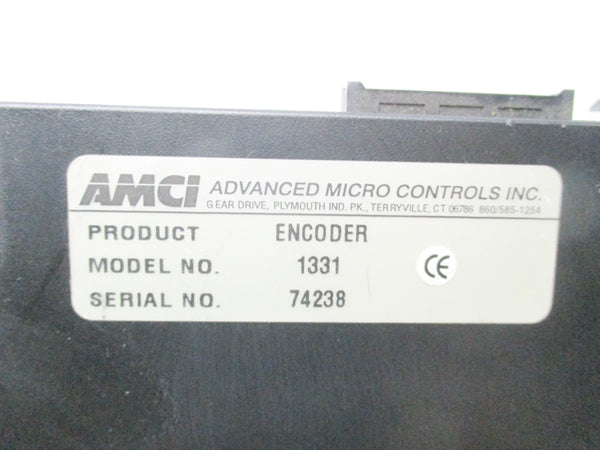 AMCI ADVANCED MICRO CONTROLS INC.
GEAR DRIVE, PLYMOUTH IND. PK., TERRYVILLE, CT 06786 860/585-1254
PRODUCT ENCODER
MODEL NO. 1331 CE
SERIAL NO. 74238